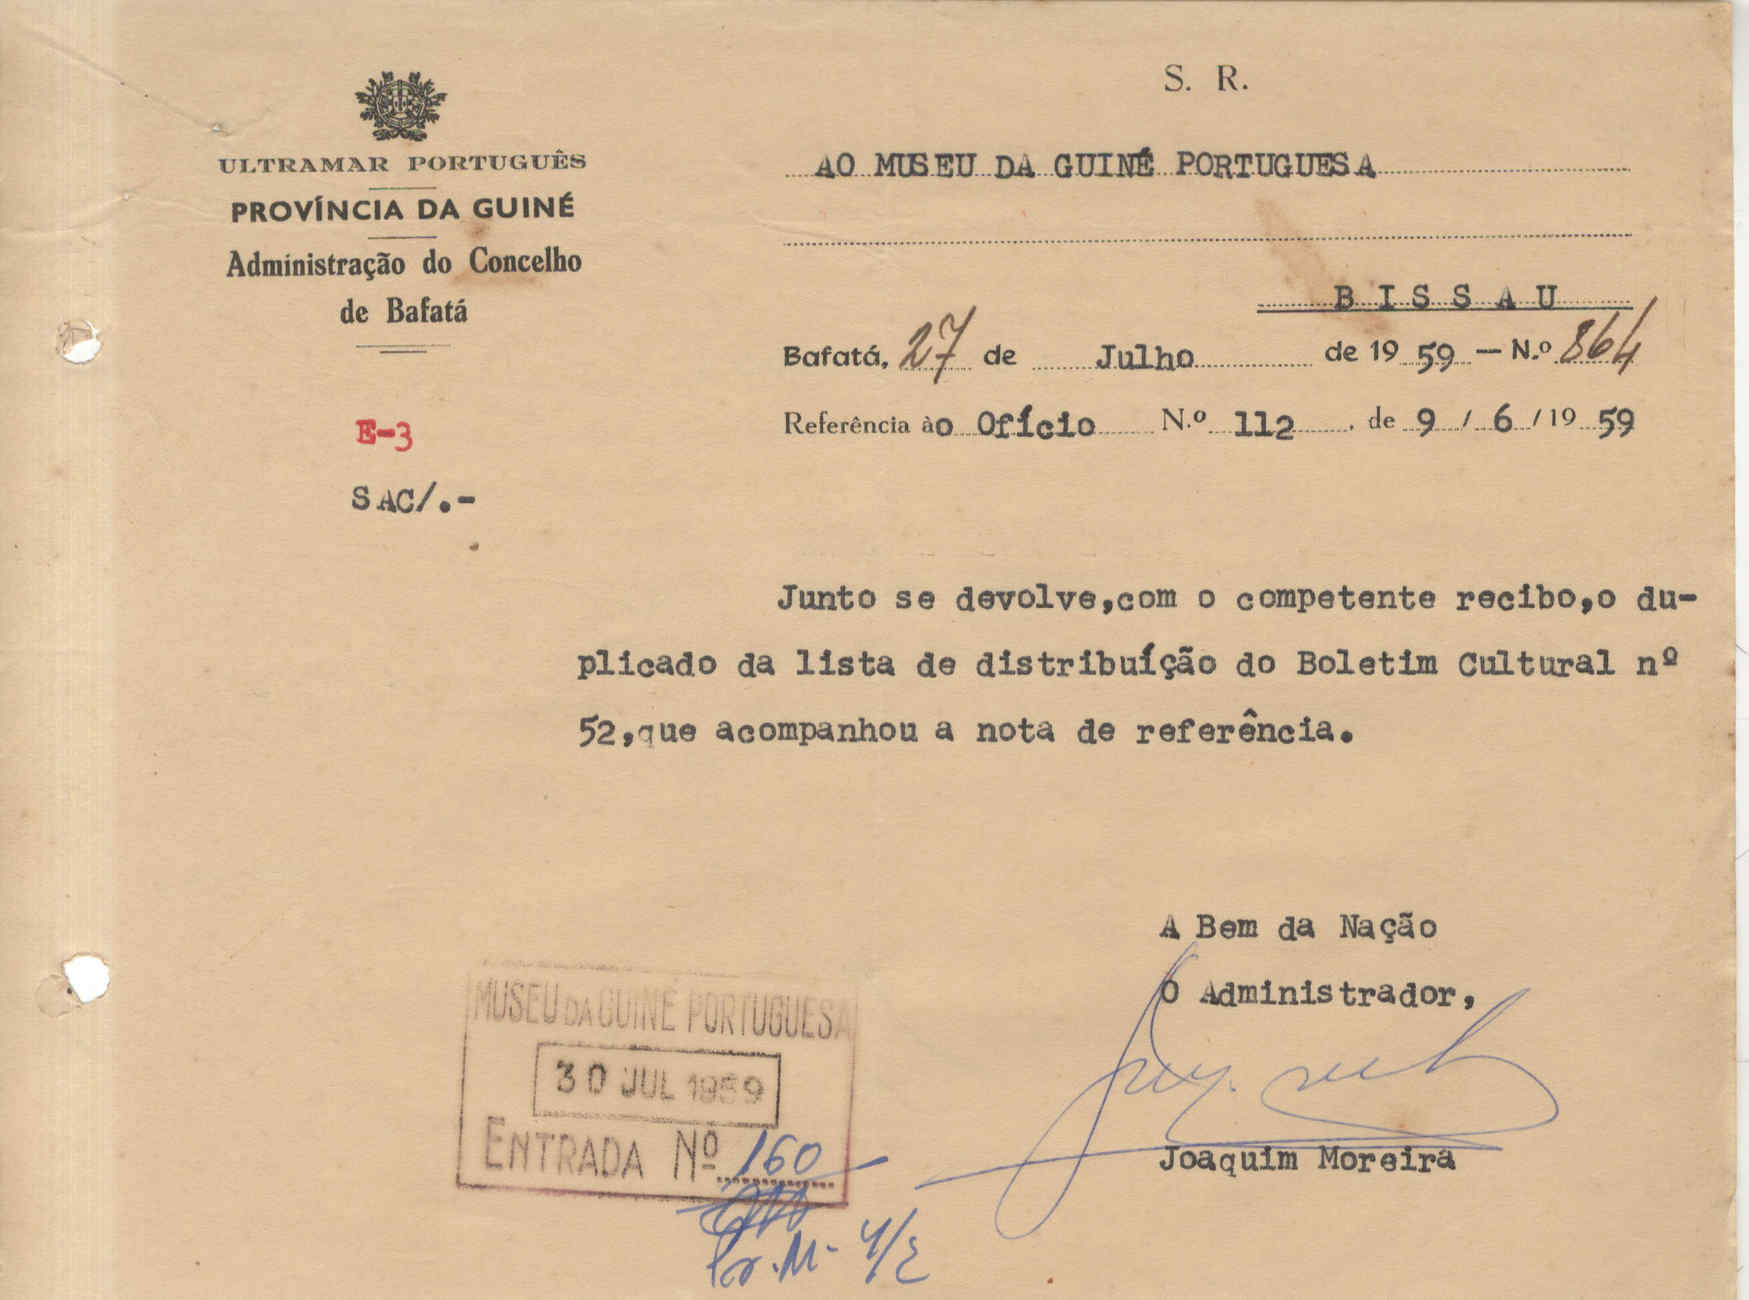 S. R.
ULTRAMAR PORTUGUÊS
PROVÍNCIA DA GUINÉ
Administração do Concelho
de Bafatá
AO MUSEU DA GUINÉ PORTUGUESA
B I S S A U
Bafatá, 27 de Julho de 1959 — N.º 864
Referência ào Ofício N.º 112 . de 9 / 6 / 1959
E-3
SAC/.-
Junto se devolve,com o competente recibo,o du-
plicado da lista de distribuíção do Boletim Cultural nº
52,que acompanhou a nota de referência.
A Bem da Nação
O Administrador,
Joaquim Moreira
MUSEU DA GUINÉ PORTUGUESA
30 JUL 1959
ENTRADA Nº 160